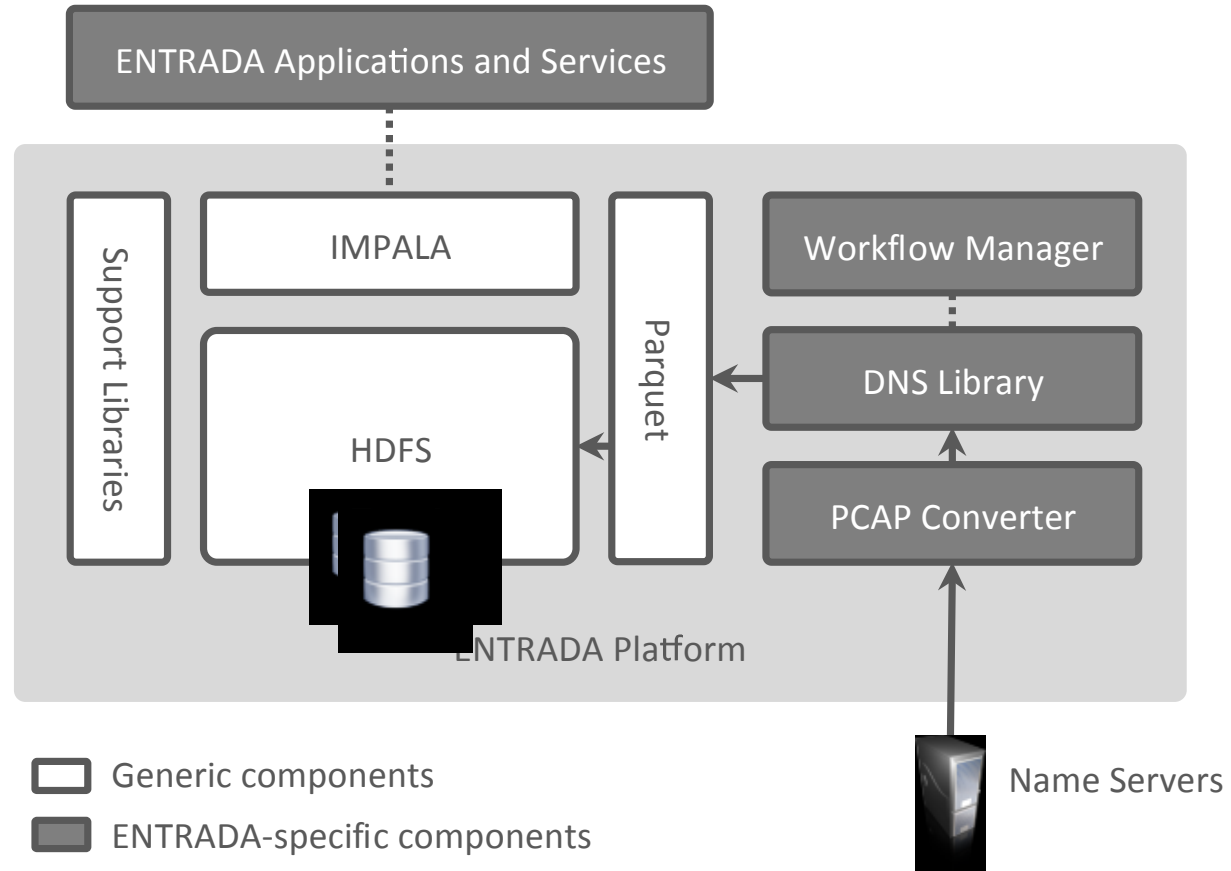 ENTRADA Applications and Services
IMPALA
Workflow Manager
Support Libraries
Parquet
DNS Library
HDFS
PCAP Converter
ENTRADA Platform
Generic components
Name Servers
ENTRADA-specific components